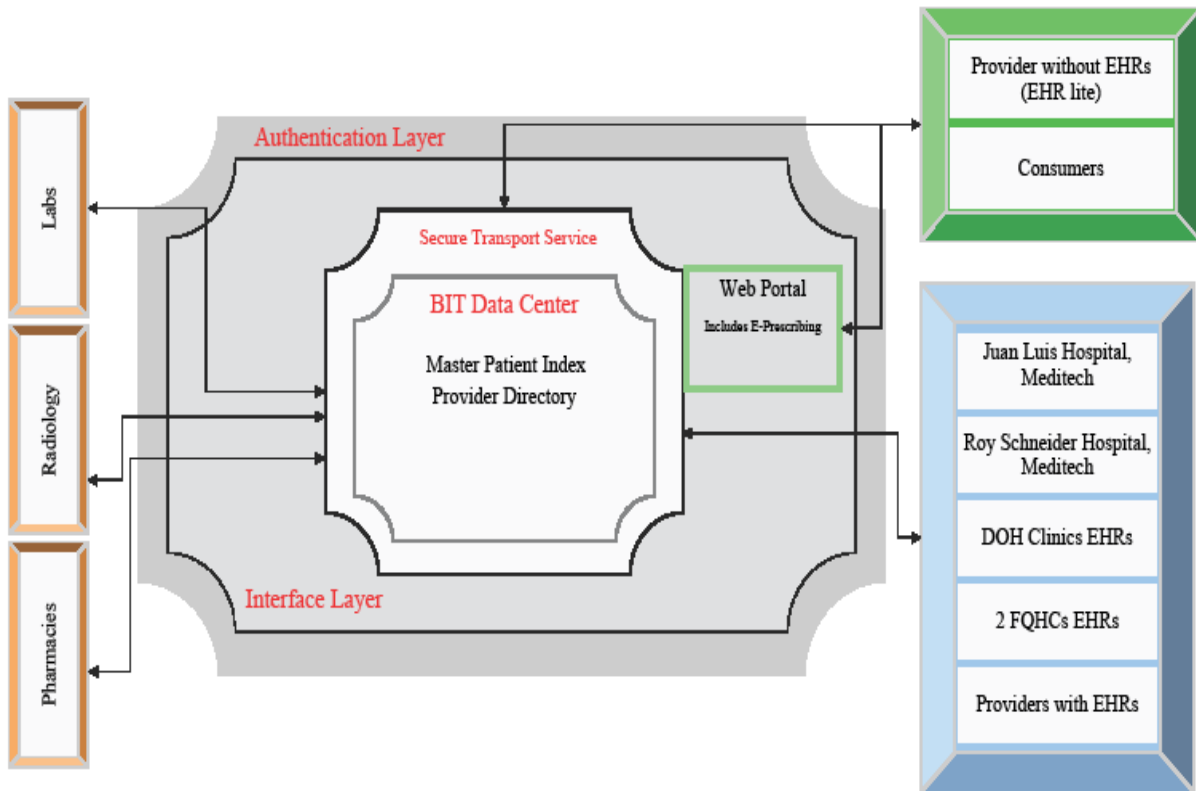 Labs
Radiology
Pharmacies
Authentication Layer
Secure Transport Service
BIT Data Center
Master Patient Index
Provider Directory
Web Portal
Includes E-Prescribing
Interface Layer
Provider without EHRs
(EHR lite)
Consumers
Juan Luis Hospital,
Meditech
Roy Schneider Hospital,
Meditech
DOH Clinics EHRs
2 FQHCs EHRs
Providers with EHRs